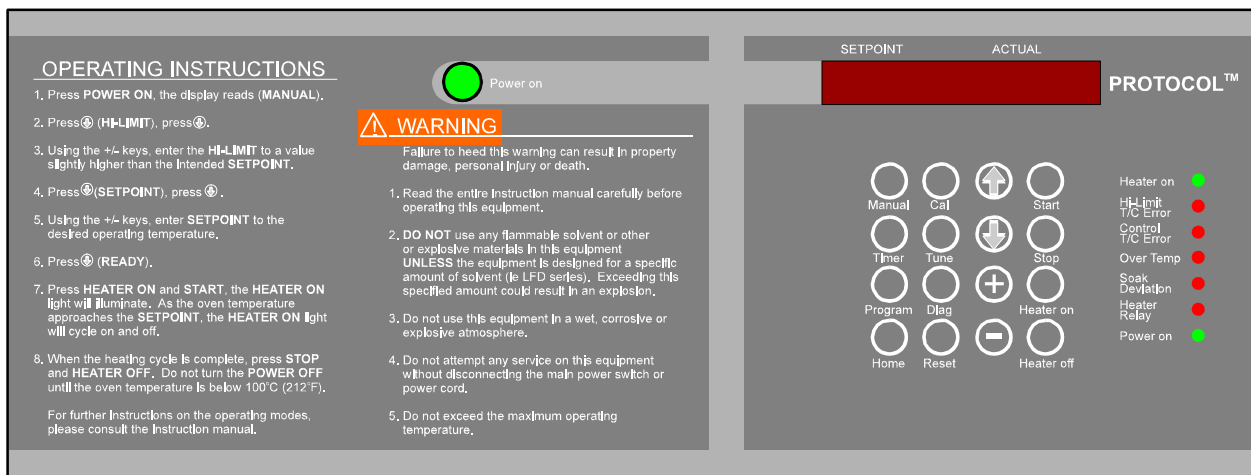 OPERATING INSTRUCTIONS
1. Press POWER ON, the display reads (MANUAL).
2. Press (HI-LIMIT), press .
3. Using the +/- keys, enter the HI-LIMIT to a value
slightly higher than the intended SETPOINT.
4. Press (SETPOINT), press .
5. Using the +/- keys, enter SETPOINT to the
desired operating temperature.
6. Press (READY).
7. Press HEATER ON and START, the HEATER ON
light will illuminate. As the oven temperature
approaches the SETPOINT, the HEATER ON light
will cycle on and off.
8. When the heating cycle is complete, press STOP
and HEATER OFF. Do not turn the POWER OFF
until the oven temperature is below 100°C (212°F).
For further instructions on the operating modes,
please consult the instruction manual.
Power on
WARNING
Failure to heed this warning can result in property
damage, personal injury or death.
1. Read the entire instruction manual carefully before
operating this equipment.
2. DO NOT use any flammable solvent or other
or explosive materials in this equipment
UNLESS the equipment is designed for a specific
amount of solvent (ie LFD series). Exceeding this
specified amount could result in an explosion.
3. Do not use this equipment in a wet, corrosive or
explosive atmosphere.
4. Do not attempt any service on this equipment
without disconnecting the main power switch or
power cord.
5. Do not exceed the maximum operating
temperature.
SETPOINT ACTUAL
PROTOCOL™
Manual Cal Start
Timer Tune Stop
Program Diag + Heater on
Home Reset - Heater off
Heater on
Hi-Limit
T/C Error
Control
T/C Error
Over Temp
Soak
Deviation
Heater
Relay
Power on